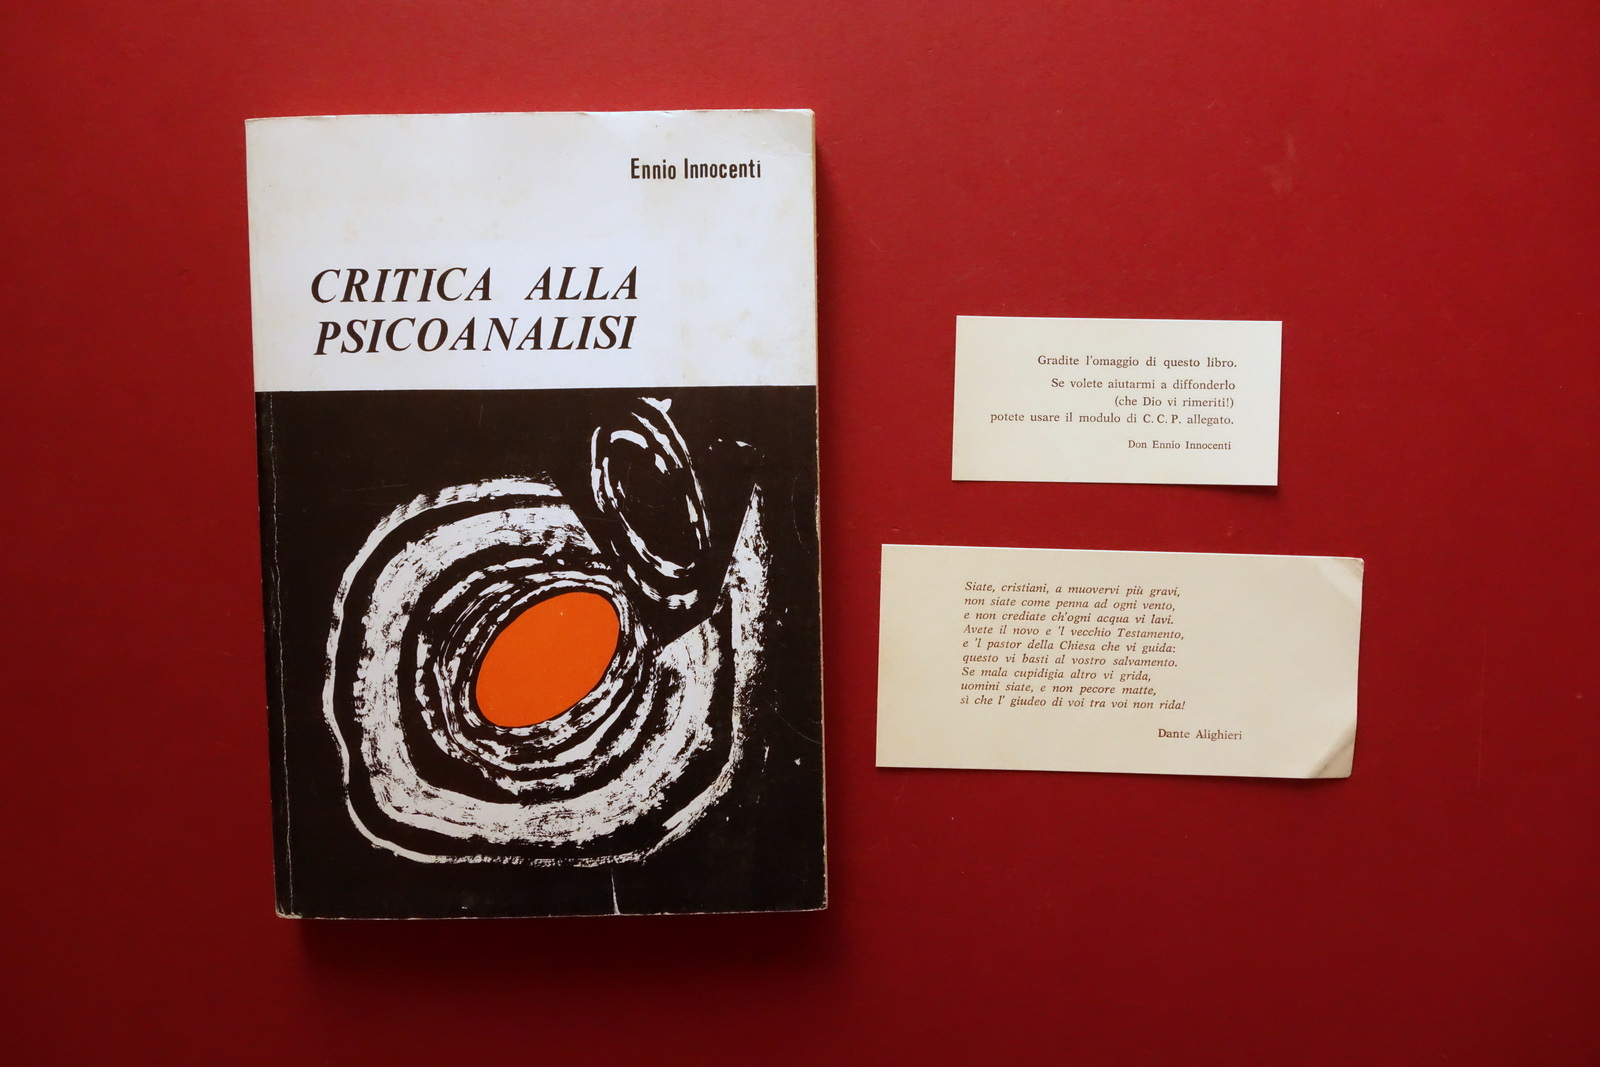 Ennio Innocenti
CRITICA ALLA
PSICOANALISI
Gradite l'omaggio di questo libro.
Se volete aiutarmi a diffonderlo
(che Dio vi rimeriti!)
potete usare il modulo di C. C. P. allegato.
Don Ennio Innocenti
Siate, cristiani, a muovervi più gravi,
non siate come penna ad ogni vento,
e non crediate ch'ogni acqua vi lavi.
Avete il novo e 'l vecchio Testamento,
e 'l pastor della Chiesa che vi guida:
questo vi basti al vostro salvamento.
Se mala cupidigia altro vi grida,
uomini siate, e non pecore matte,
sì che l' giudeo di voi tra voi non rida!
Dante Alighieri